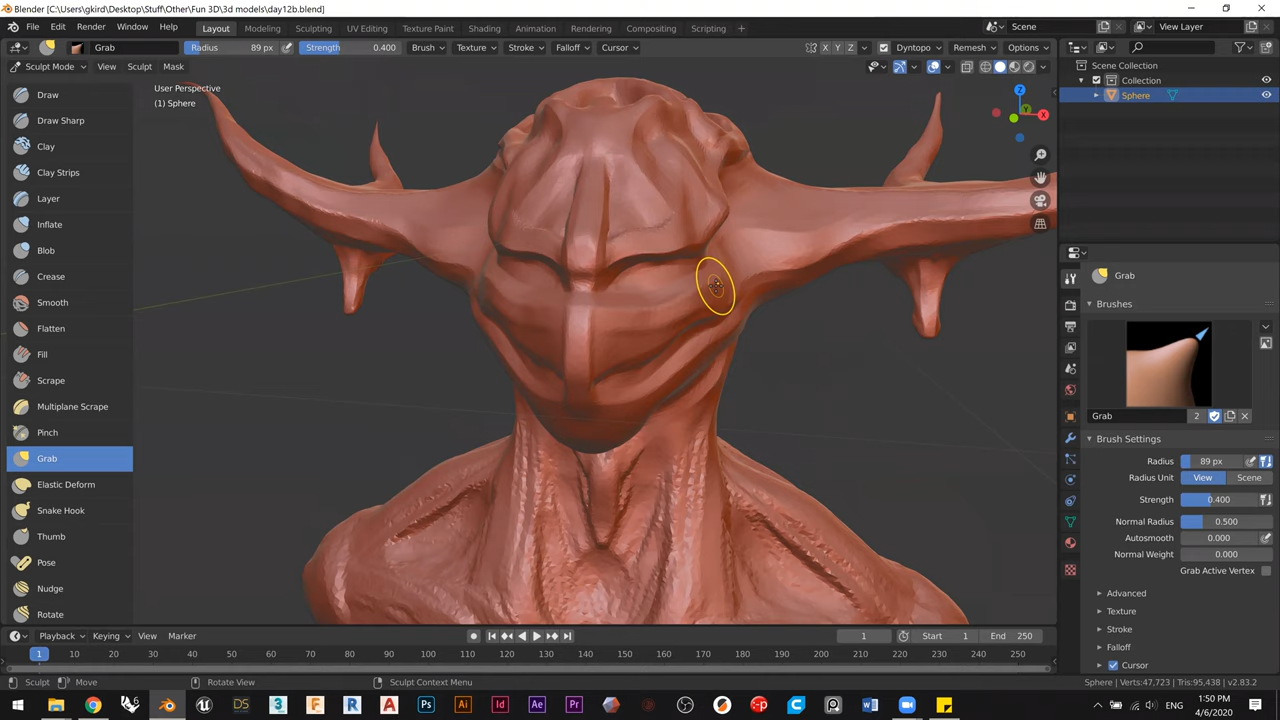 Blender [C:\Users\gkird\Desktop\Stuff\Other\Fun 3D\3d models\day12b.blend]
File Edit Render Window Help Layout Modeling Sculpting UV Editing Texture Paint Shading Animation Rendering Compositing Scripting Scene View Layer
Grab Radius 89 px Strength 0.400 Brush Texture Stroke Falloff Cursor X Y Z Dyntopo Remesh Options
Sculpt Mode View Sculpt Mask
Scene Collection
Collection
Sphere
User Perspective
(1) Sphere
Z
Y
X
Draw
Draw Sharp
Clay
Clay Strips
Layer
Inflate
Blob
Crease
Smooth
Flatten
Fill
Scrape
Multiplane Scrape
Pinch
Grab
Elastic Deform
Snake Hook
Thumb
Pose
Nudge
Rotate
Grab
Brushes
Grab 2
Brush Settings
Radius 89 px
Radius Unit View Scene
Strength 0.400
Normal Radius 0.500
Autosmooth 0.000
Normal Weight 0.000
Grab Active Vertex
Advanced
Texture
Stroke
Falloff
Cursor
Playback Keying View Marker 1 Start 1 End 250
1 10 20 30 40 50 60 70 80 90 100 110 120 130 140 150 160 170 180 190 200 210 220 230 240 250
Sculpt Move Rotate View Sculpt Context Menu Sphere | Verts:47,723 | Tris:95,438 | v2.83.2
DS 3 F R A Ps Ai Id Ae Pr
1:50 PM
4/6/2020